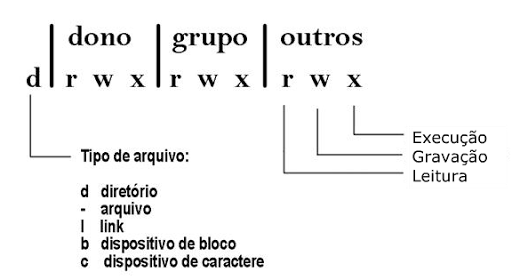 dono grupo outros
d r w x r w x r w x
Execução
Gravação
Leitura
Tipo de arquivo:
d diretório
- arquivo
l link
b dispositivo de bloco
c dispositivo de caractere